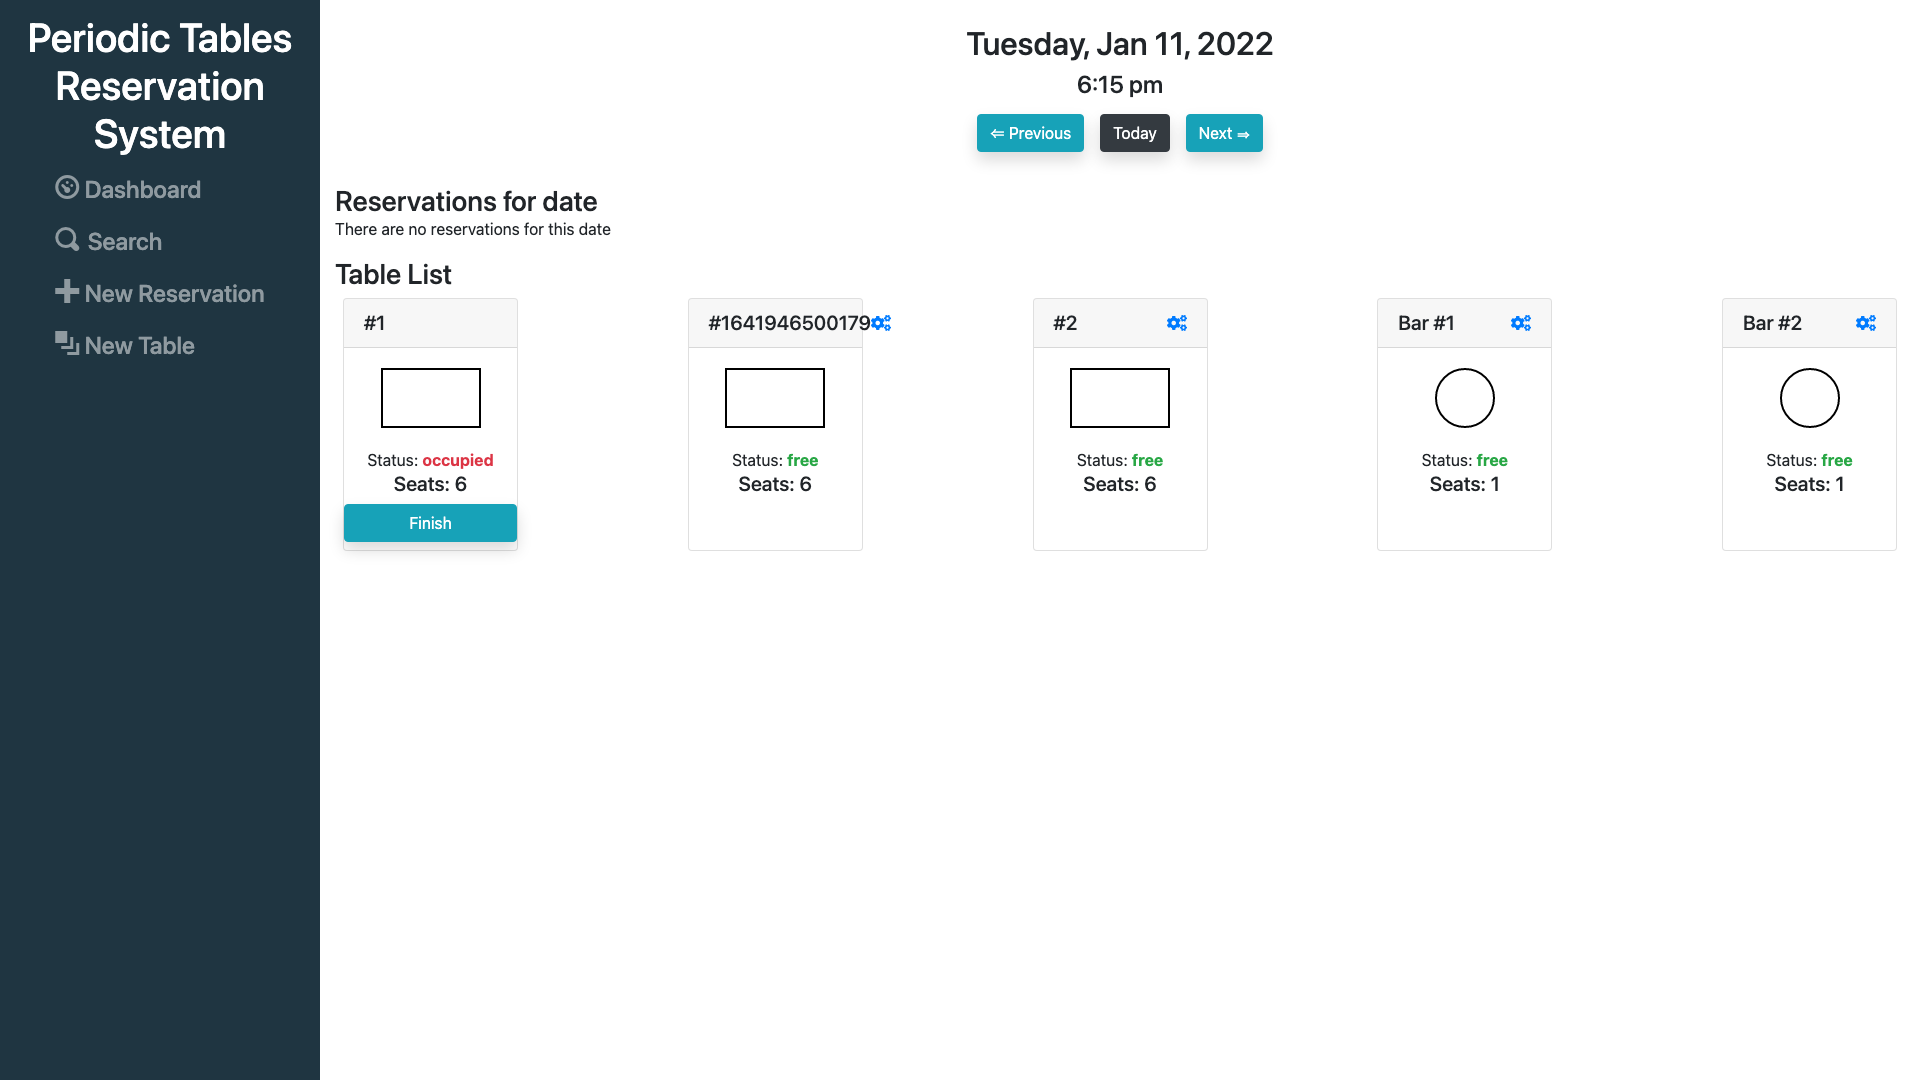 Periodic Tables
Reservation
System
Dashboard
Search
New Reservation
New Table
Tuesday, Jan 11, 2022
6:15 pm
⇐ Previous
Today
Next ⇒
Reservations for date
There are no reservations for this date
Table List
#1
Status: occupied
Seats: 6
Finish
#1641946500179
Status: free
Seats: 6
#2
Status: free
Seats: 6
Bar #1
Status: free
Seats: 1
Bar #2
Status: free
Seats: 1